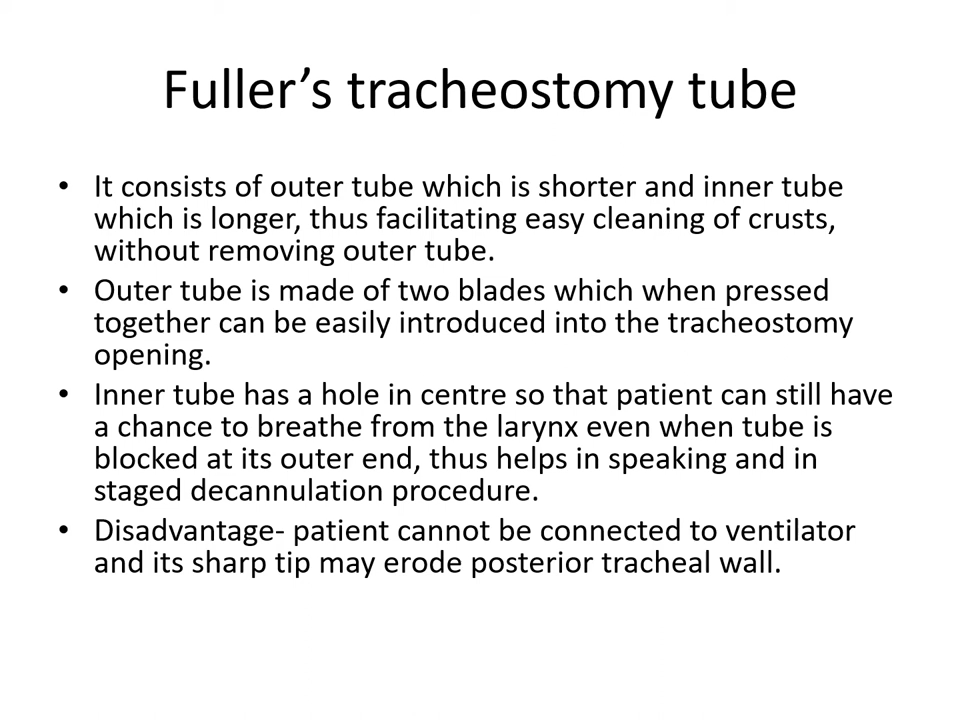 Fuller’s tracheostomy tube
• It consists of outer tube which is shorter and inner tube
which is longer, thus facilitating easy cleaning of crusts,
without removing outer tube.
• Outer tube is made of two blades which when pressed
together can be easily introduced into the tracheostomy
opening.
• Inner tube has a hole in centre so that patient can still have
a chance to breathe from the larynx even when tube is
blocked at its outer end, thus helps in speaking and in
staged decannulation procedure.
• Disadvantage- patient cannot be connected to ventilator
and its sharp tip may erode posterior tracheal wall.